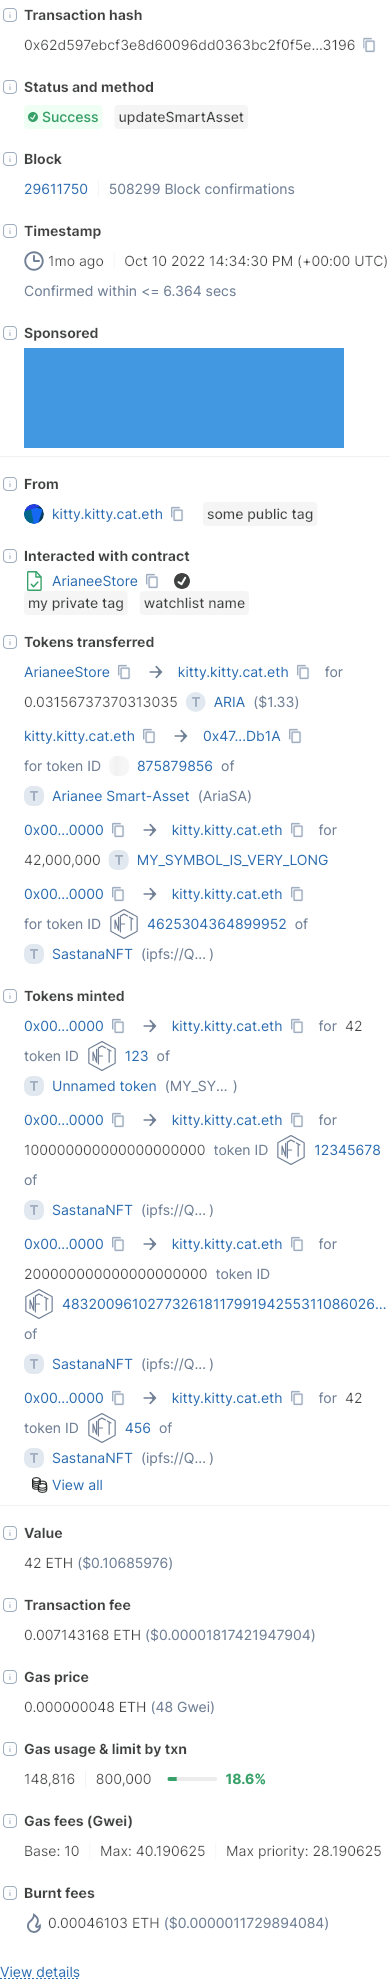 Transaction hash
0x62d597ebcf3e8d60096dd0363bc2f0f5e...3196
Status and method
Success updateSmartAsset
Block
29611750 508299 Block confirmations
Timestamp
1mo ago Oct 10 2022 14:34:30 PM (+00:00 UTC)
Confirmed within <= 6.364 secs
Sponsored
From
kitty.kitty.cat.eth some public tag
Interacted with contract
ArianeeStore
my private tag watchlist name
Tokens transferred
ArianeeStore → kitty.kitty.cat.eth for
0.03156737370313035 T ARIA ($1.33)
kitty.kitty.cat.eth → 0x47...Db1A
for token ID 875879856 of
T Arianee Smart-Asset (AriaSA)
0x00...0000 → kitty.kitty.cat.eth for
42,000,000 T MY_SYMBOL_IS_VERY_LONG
0x00...0000 → kitty.kitty.cat.eth
for token ID NFT 4625304364899952 of
T SastanaNFT (ipfs://Q... )
Tokens minted
0x00...0000 → kitty.kitty.cat.eth for 42
token ID NFT 123 of
T Unnamed token (MY_SY... )
0x00...0000 → kitty.kitty.cat.eth for
100000000000000000000 token ID NFT 12345678
of
T SastanaNFT (ipfs://Q... )
0x00...0000 → kitty.kitty.cat.eth for
200000000000000000000 token ID
NFT 48320096102773261811799194255311086026...
of
T SastanaNFT (ipfs://Q... )
0x00...0000 → kitty.kitty.cat.eth for 42
token ID NFT 456 of
T SastanaNFT (ipfs://Q... )
View all
Value
42 ETH ($0.10685976)
Transaction fee
0.007143168 ETH ($0.00001817421947904)
Gas price
0.000000048 ETH (48 Gwei)
Gas usage & limit by txn
148,816 800,000 18.6%
Gas fees (Gwei)
Base: 10 Max: 40.190625 Max priority: 28.190625
Burnt fees
0.00046103 ETH ($0.0000011729894084)
View details